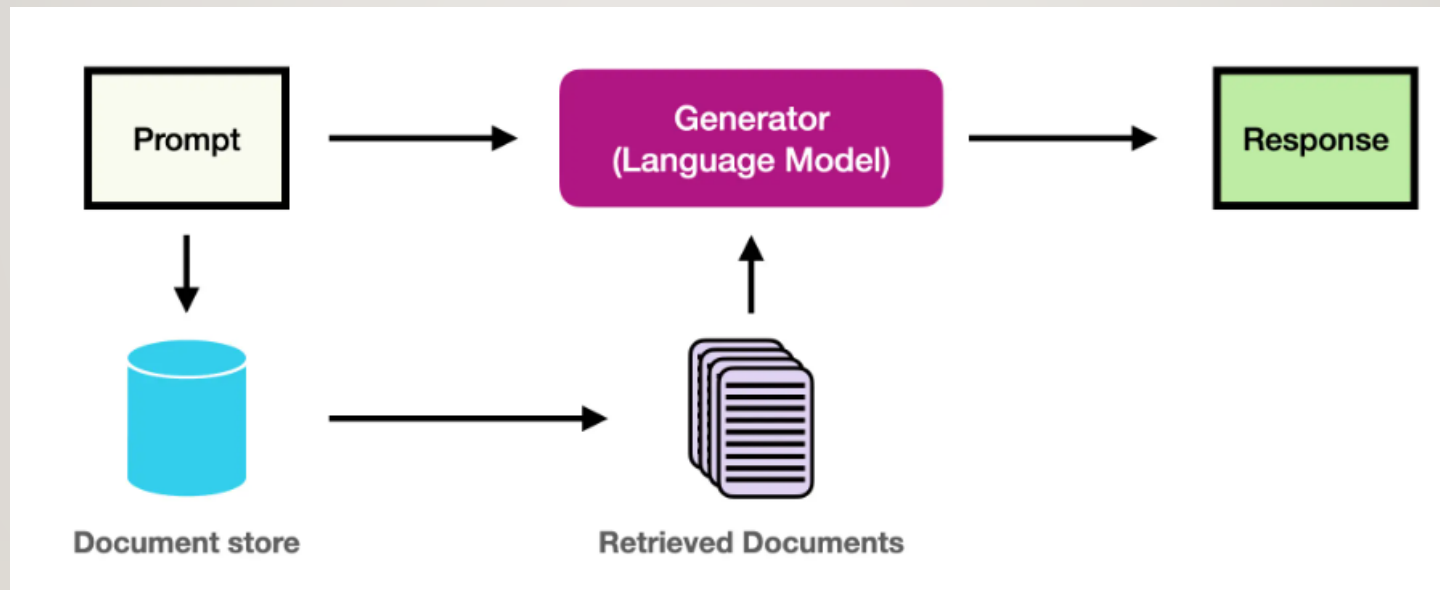 Prompt
Generator
(Language Model)
Response
Document store
Retrieved Documents